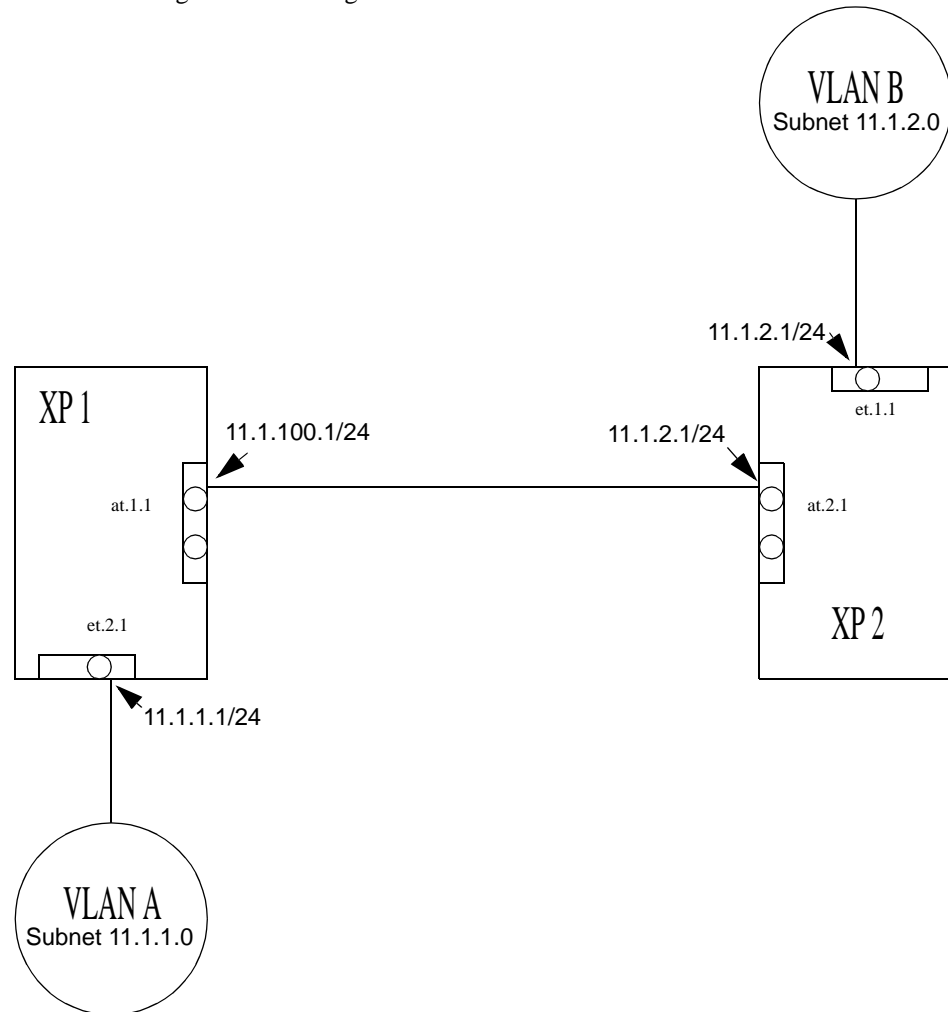 VLAN B
Subnet 11.1.2.0
11.1.2.1/24
XP 1
et.1.1
11.1.100.1/24
11.1.2.1/24
at.1.1
at.2.1
et.2.1
XP 2
11.1.1.1/24
VLAN A
Subnet 11.1.1.0